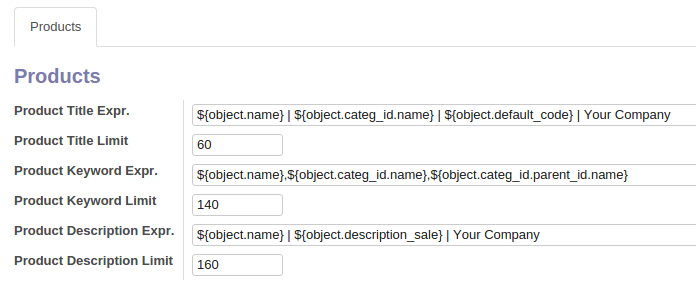 Products
Products
Product Title Expr. ${object.name} | ${object.categ_id.name} | ${object.default_code} | Your Company
Product Title Limit 60
Product Keyword Expr. ${object.name},${object.categ_id.name},${object.categ_id.parent_id.name}
Product Keyword Limit 140
Product Description Expr. ${object.name} | ${object.description_sale} | Your Company
Product Description Limit 160